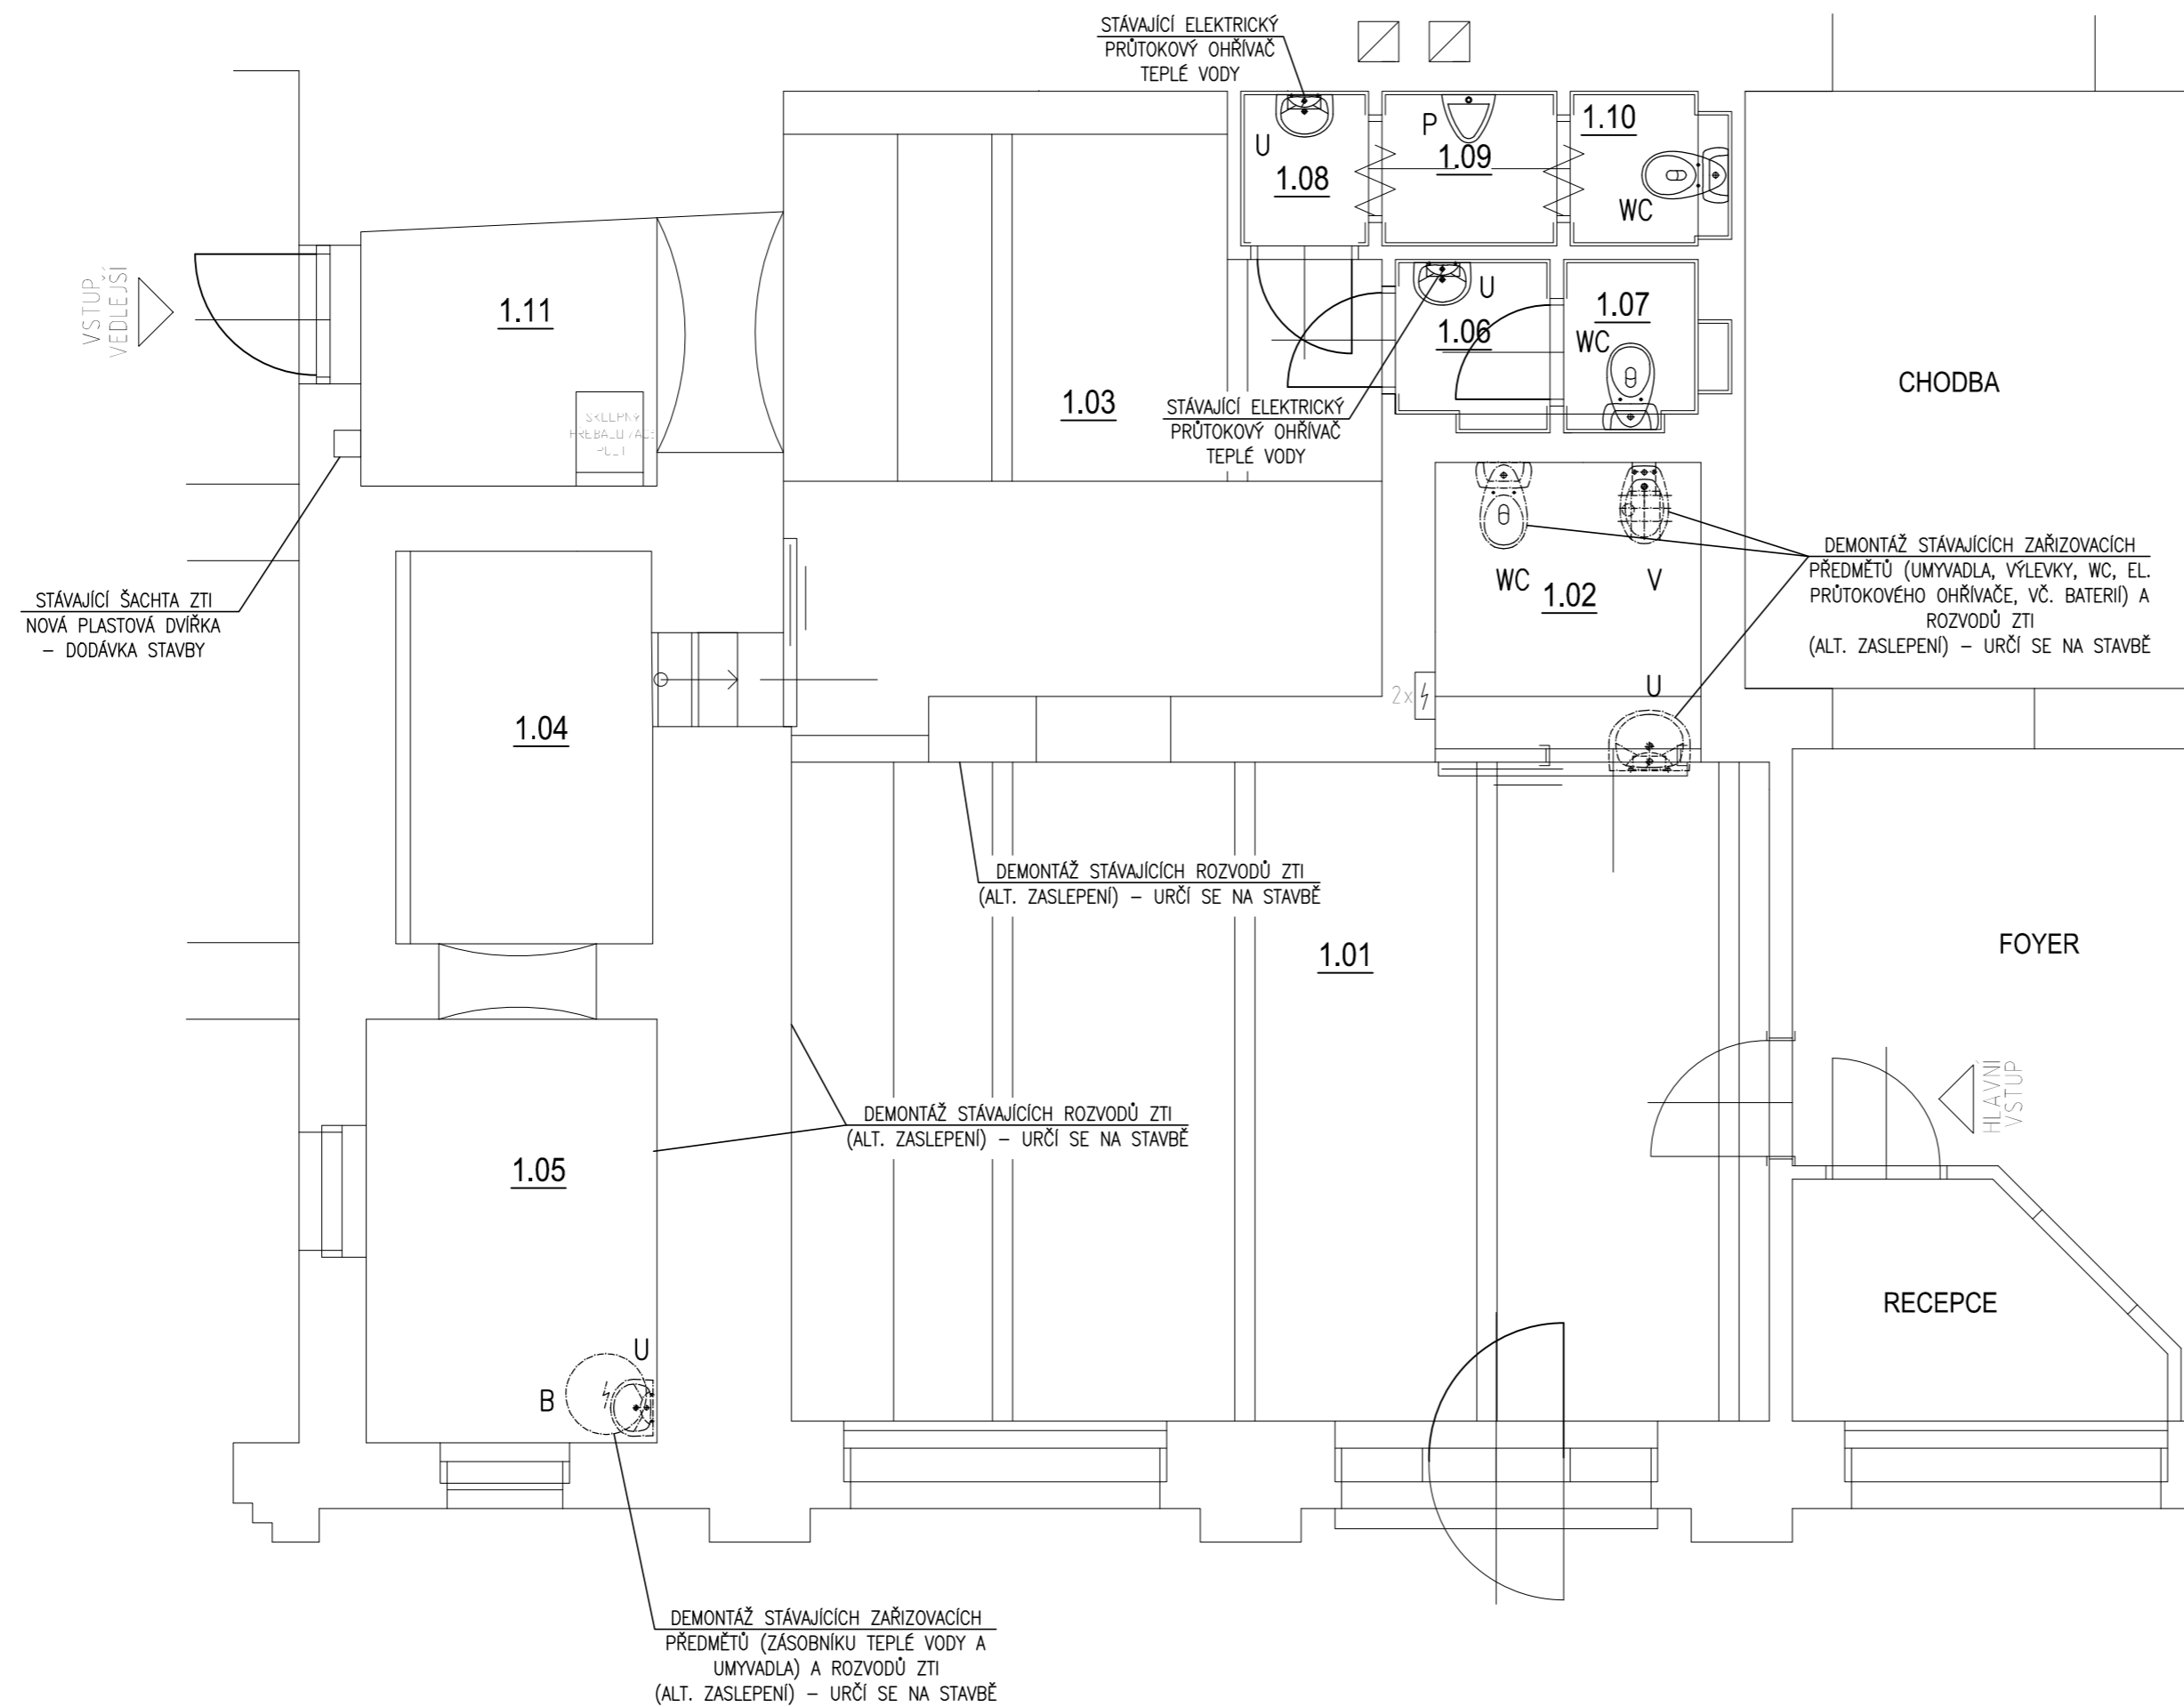 STÁVAJÍCÍ ELEKTRICKÝ
PRŮTOKOVÝ OHŘÍVAČ
TEPLÉ VODY
U
1.08
P
1.09
1.10
WC
VSTUP
VEDLEJŠÍ
1.11
1.03
STÁVAJÍCÍ ELEKTRICKÝ
PRŮTOKOVÝ OHŘÍVAČ
TEPLÉ VODY
U
1.06
1.07
WC
CHODBA
STÁVAJÍCÍ ŠACHTA ZTI
NOVÁ PLASTOVÁ DVÍŘKA
– DODÁVKA STAVBY
WC
V
1.02
U
2x
DEMONTÁŽ STÁVAJÍCÍCH ZAŘIZOVACÍCH
PŘEDMĚTŮ (UMYVADLA, VÝLEVKY, WC, EL.
PRŮTOKOVÉHO OHŘÍVAČE, VČ. BATERIÍ) A
ROZVODŮ ZTI
(ALT. ZASLEPENÍ) – URČÍ SE NA STAVBĚ
1.04
DEMONTÁŽ STÁVAJÍCÍCH ROZVODŮ ZTI
(ALT. ZASLEPENÍ) – URČÍ SE NA STAVBĚ
1.01
FOYER
DEMONTÁŽ STÁVAJÍCÍCH ROZVODŮ ZTI
(ALT. ZASLEPENÍ) – URČÍ SE NA STAVBĚ
HLAVNÍ
VSTUP
1.05
RECEPCE
U
B
DEMONTÁŽ STÁVAJÍCÍCH ZAŘIZOVACÍCH
PŘEDMĚTŮ (ZÁSOBNÍKU TEPLÉ VODY A
UMYVADLA) A ROZVODŮ ZTI
(ALT. ZASLEPENÍ) – URČÍ SE NA STAVBĚ